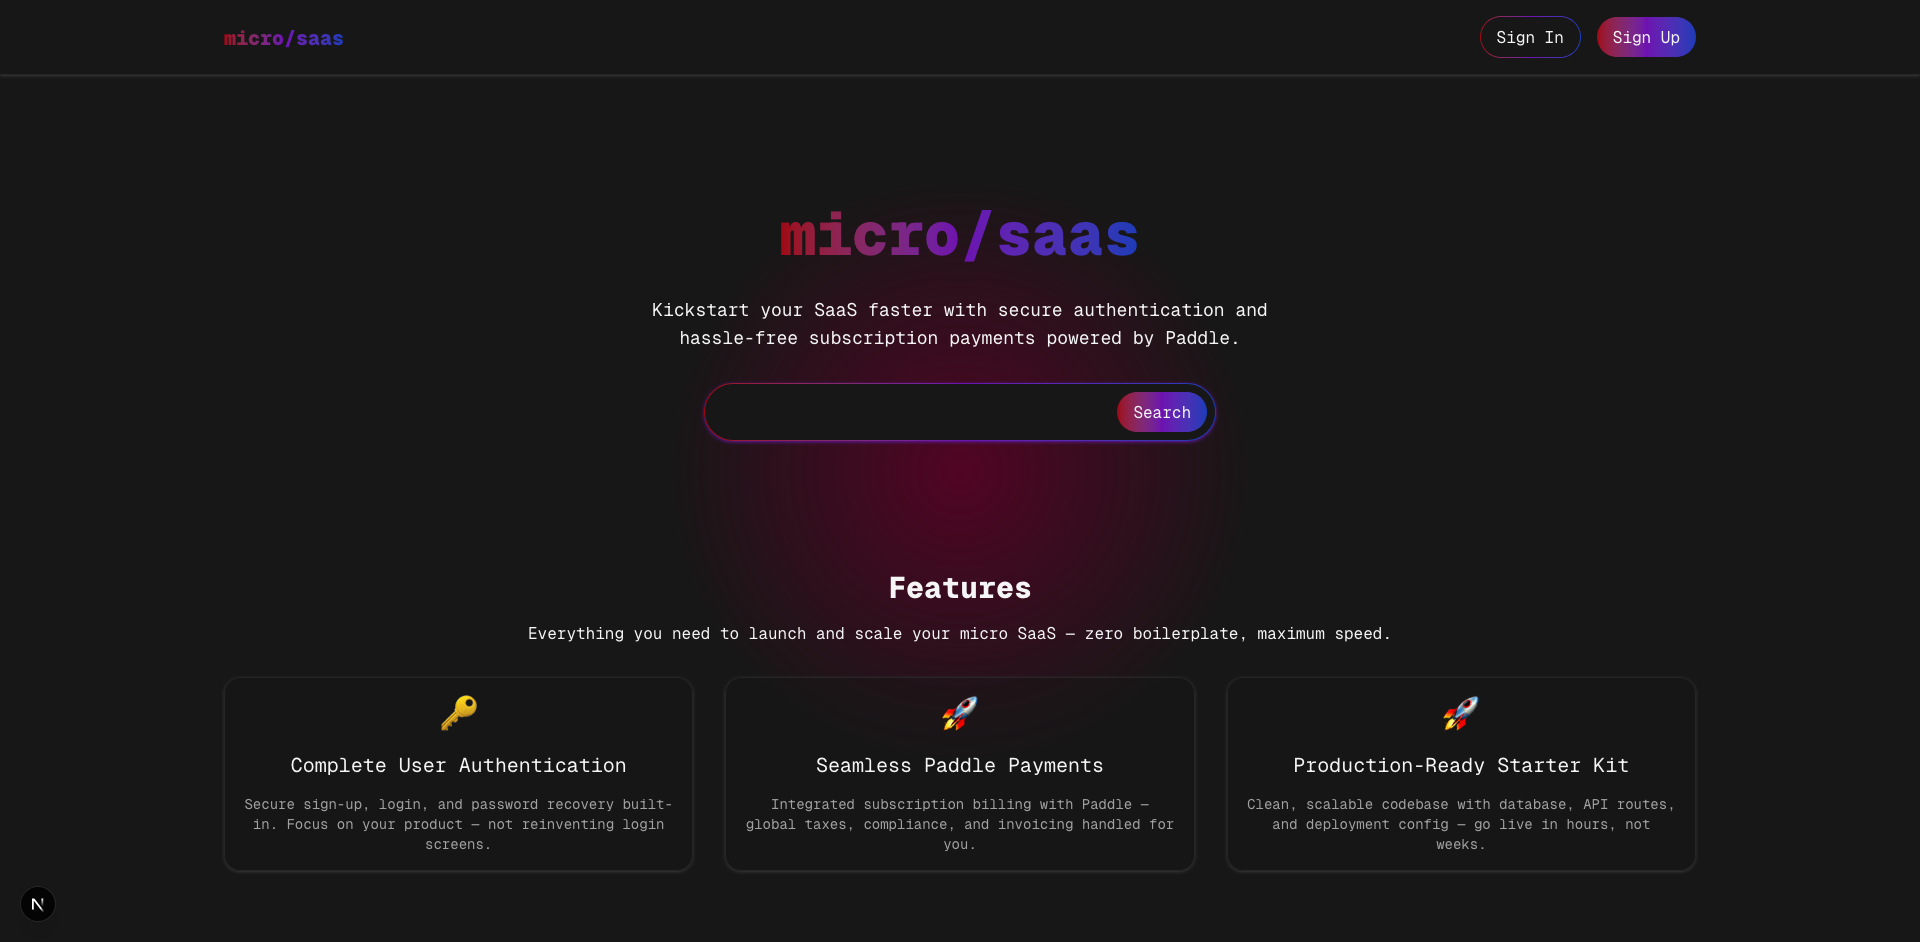 micro/saas
Sign In
Sign Up
micro/saas
Kickstart your SaaS faster with secure authentication and
hassle-free subscription payments powered by Paddle.
Search
Features
Everything you need to launch and scale your micro SaaS — zero boilerplate, maximum speed.
Complete User Authentication
Secure sign-up, login, and password recovery built-
in. Focus on your product — not reinventing login
screens.
Seamless Paddle Payments
Integrated subscription billing with Paddle —
global taxes, compliance, and invoicing handled for
you.
Production-Ready Starter Kit
Clean, scalable codebase with database, API routes,
and deployment config — go live in hours, not
weeks.
N